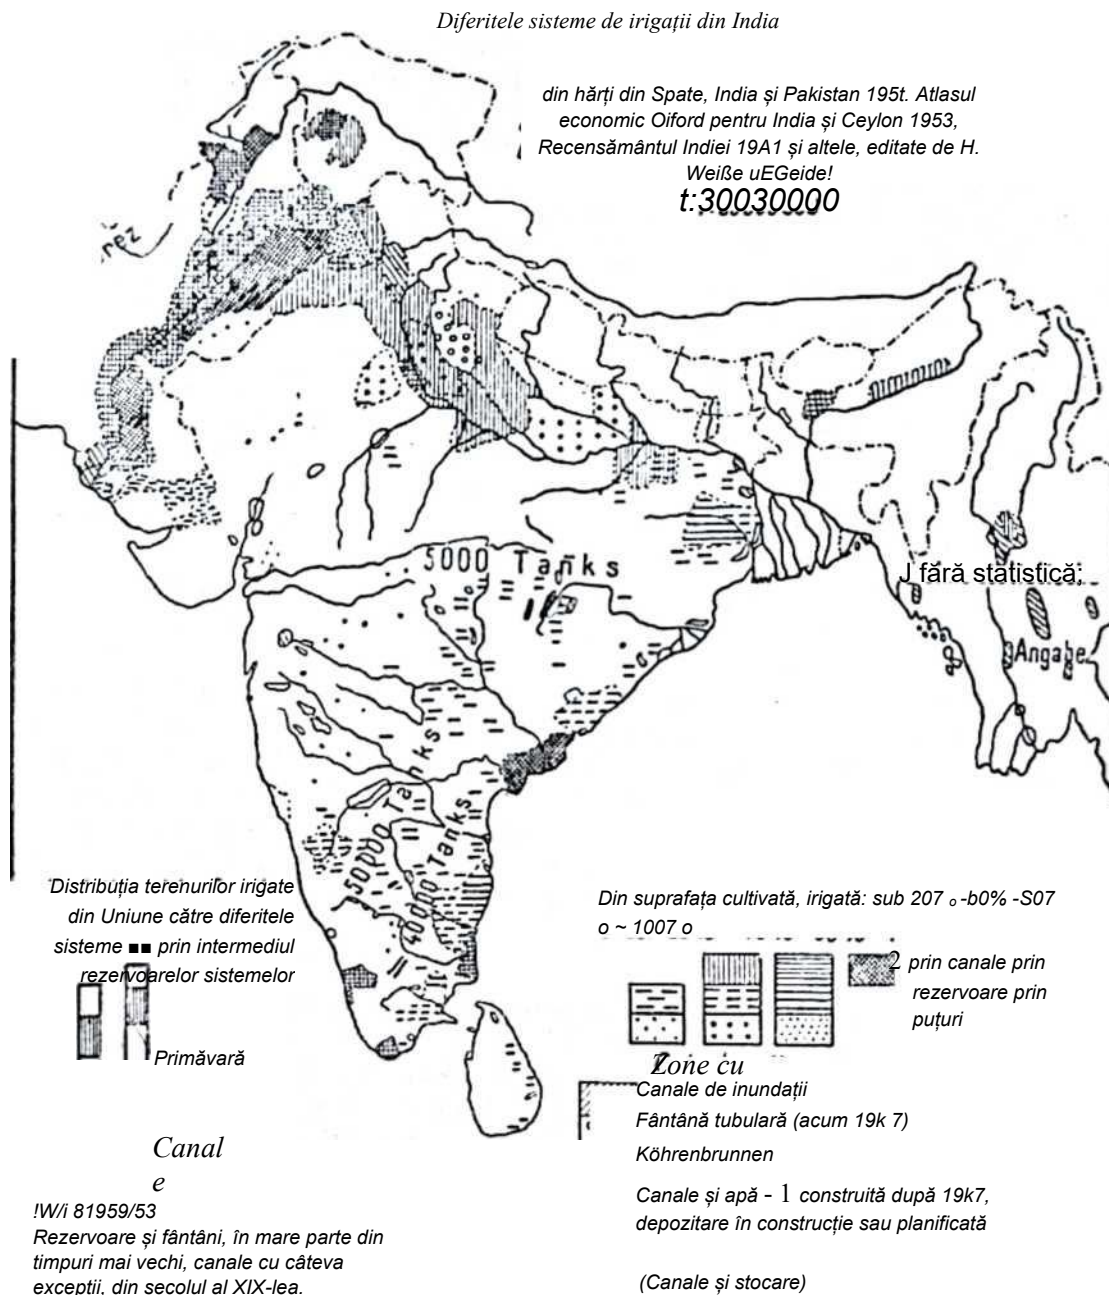 Diferitele sisteme de irigații din India
din hărți din Spate, India și Pakistan 195t. Atlasul
economic Oiford pentru India și Ceylon 1953,
Recensământul Indiei 19A1 și altele, editate de H.
Weiße uEGeide!
t:30030000
nez
5000 Tanks
J fără statistică;
Angabe
50000 Tanks
40000 Tanks
Distribuția terenurilor irigate
din Uniune către diferitele
sisteme ■■ prin intermediul
rezervoarelor sistemelor
Primăvară
Canal
e
!W/i 81959/53
Rezervoare și fântâni, în mare parte din
timpuri mai vechi, canale cu câteva
excepții, din secolul al XIX-lea.
Din suprafața cultivată, irigată: sub 207 o -b0% -S07
o ~ 1007 o
2 prin canale prin
rezervoare prin
puțuri
Zone cu
Canale de inundații
Fântână tubulară (acum 19k 7)
Köhrenbrunnen
Canale și apă - 1 construită după 19k7,
depozitare în construcție sau planificată
(Canale și stocare)